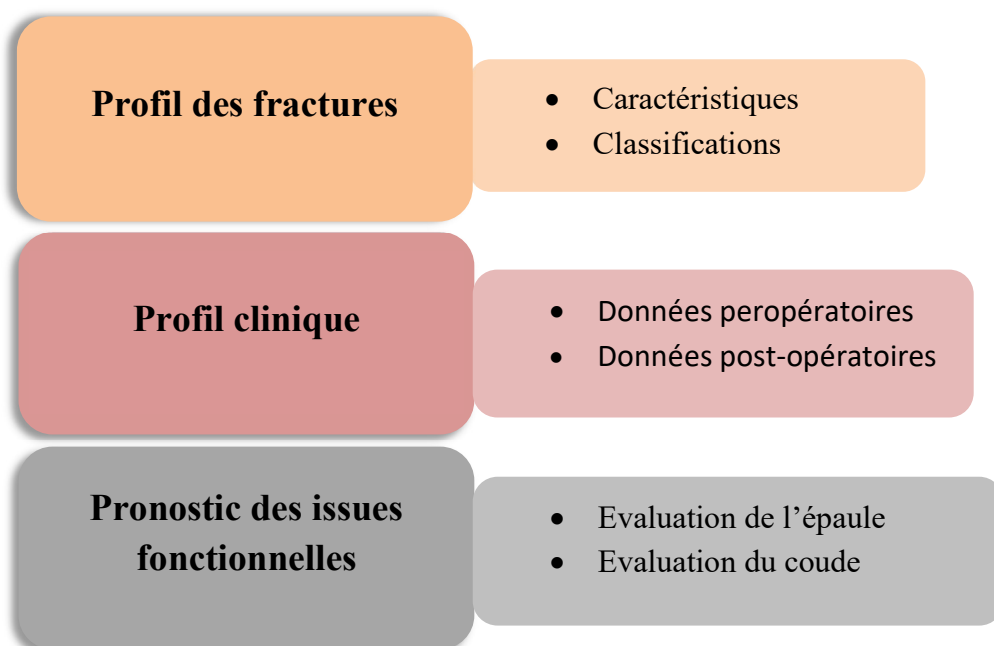 Profil des fractures
• Caractéristiques
• Classifications
Profil clinique
• Données peropératoires
• Données post-opératoires
Pronostic des issues
fonctionnelles
• Evaluation de l’épaule
• Evaluation du coude